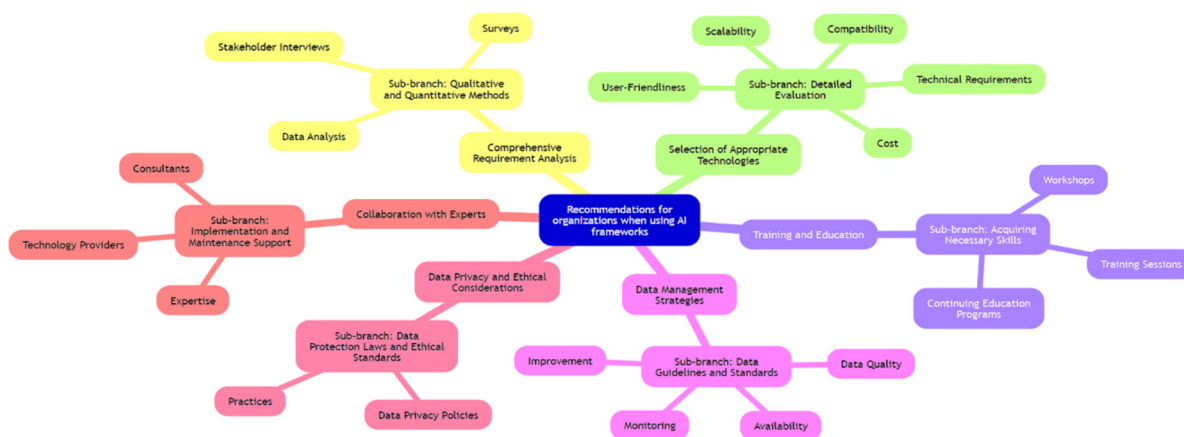 Surveys
Stakeholder Interviews
Sub-branch: Qualitative
and Quantitative Methods
Data Analysis
Comprehensive
Requirement Analysis
Scalability
Compatibility
User-Friendliness
Sub-branch: Detailed
Evaluation
Technical Requirements
Cost
Selection of Appropriate
Technologies
Consultants
Sub-branch:
Implementation and
Maintenance Support
Collaboration with Experts
Technology Providers
Expertise
Recommendations for
organizations when using AI
frameworks
Training and Education
Workshops
Sub-branch: Acquiring
Necessary Skills
Training Sessions
Continuing Education
Programs
Data Privacy and Ethical
Considerations
Sub-branch: Data
Protection Laws and Ethical
Standards
Practices
Data Privacy Policies
Data Management
Strategies
Improvement
Sub-branch: Data
Guidelines and Standards
Data Quality
Monitoring
Availability